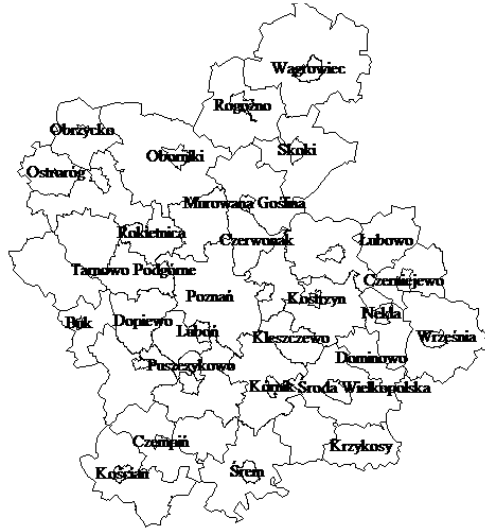 Wągrowiec
Rogoźno
Obrzycko
Oborniki
Skoki
Ostroróg
Murowana Goślina
Rokietnica
Czerwonak
Łubowo
Tarnowo Podgórne
Czerniejewo
Poznań
Kostrzyn
Nekla
Buk
Dopiewo
Luboń
Kleszczewo
Września
Dominowo
Puszczykowo
Kórnik
Środa Wielkopolska
Czempiń
Krzykosy
Kościan
Śrem